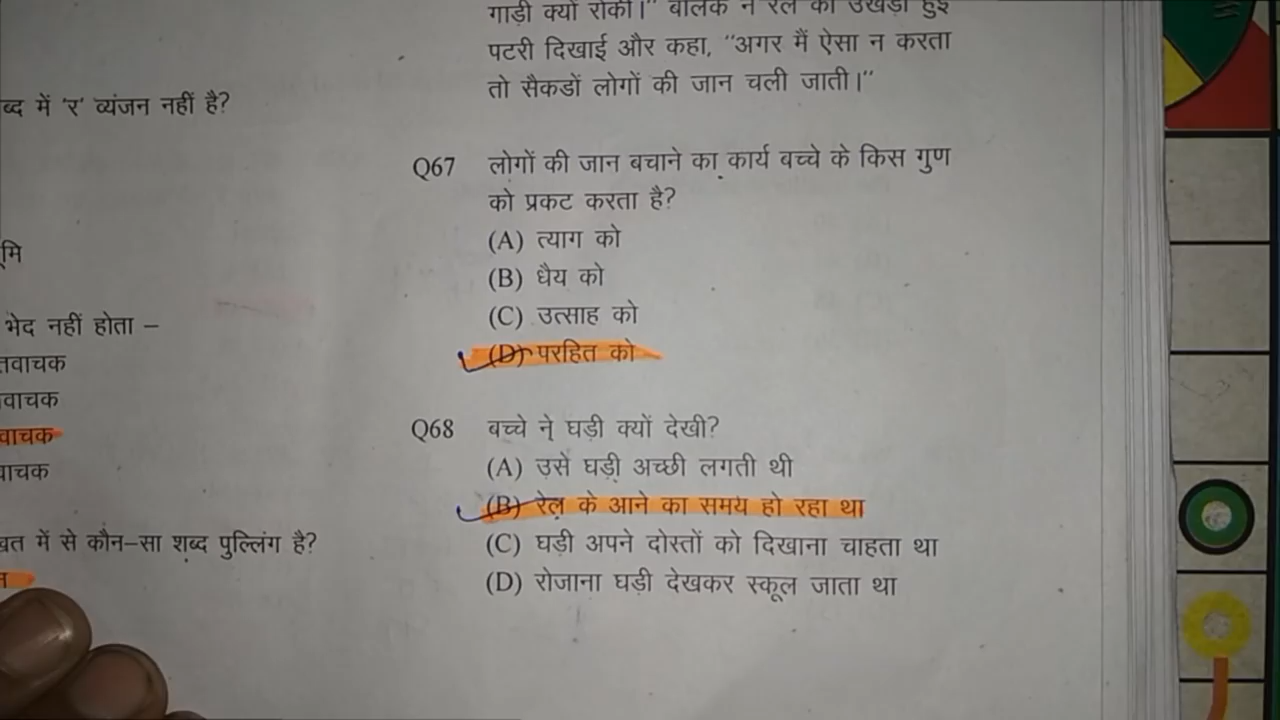 ब्द में 'र' व्यंजन नहीं है?
भेद नहीं होता –
तवाचक
वाचक
वाचक
वाचक
में से कौन–सा शब्द पुल्लिंग है?
गाड़ी क्यों रोकी।" बालक ने रेल की उखड़ी हुई
पटरी दिखाई और कहा, "अगर मैं ऐसा न करता
तो सैकडों लोगों की जान चली जाती।"
Q67 लोगों की जान बचाने का कार्य बच्चे के किस गुण
को प्रकट करता है?
(A) त्याग को
(B) धैय को
(C) उत्साह को
(D) परहित को
Q68 बच्चे ने घड़ी क्यों देखी?
(A) उसे घड़ी अच्छी लगती थी
(B) रेल के आने का समय हो रहा था
(C) घड़ी अपने दोस्तों को दिखाना चाहता था
(D) रोजाना घड़ी देखकर स्कूल जाता था